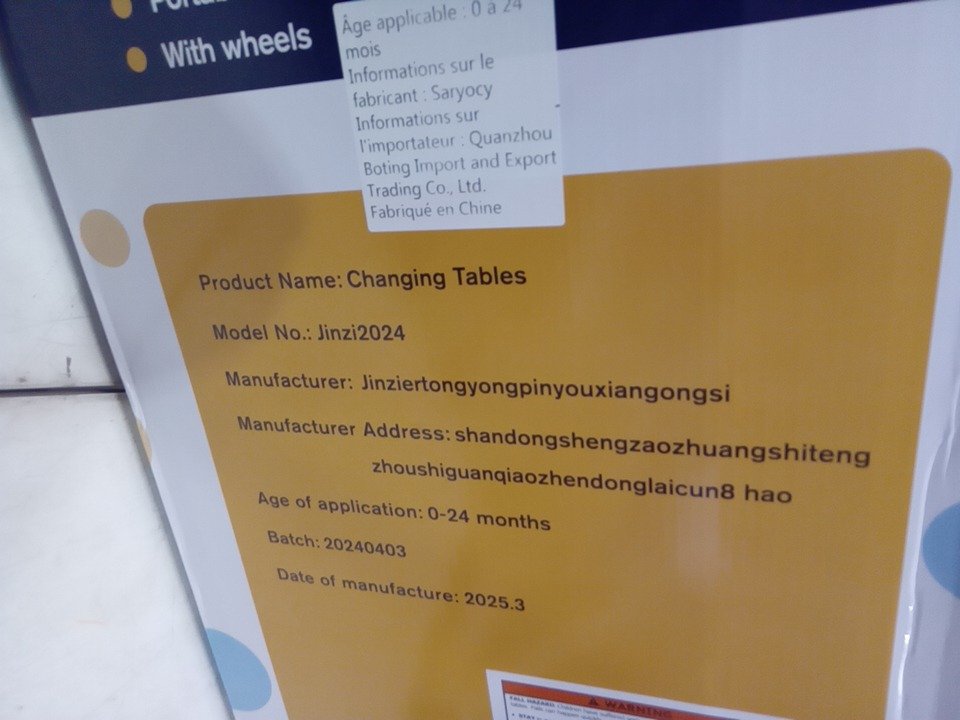 With wheels
Âge applicable : 0 à 24
mois
Informations sur le
fabricant : Saryocy
Informations sur
l'importateur : Quanzhou
Boting Import and Export
Trading Co., Ltd.
Fabriqué en Chine
Product Name: Changing Tables
Model No.: Jinzi2024
Manufacturer: Jinziertongyongpinyouxiangongsi
Manufacturer Address: shandongshengzaozhuangshiteng
zhoushiguanqiaozhendonglaicun8 hao
Age of application: 0-24 months
Batch: 20240403
Date of manufacture: 2025.3
WARNING
FALL HAZARD: